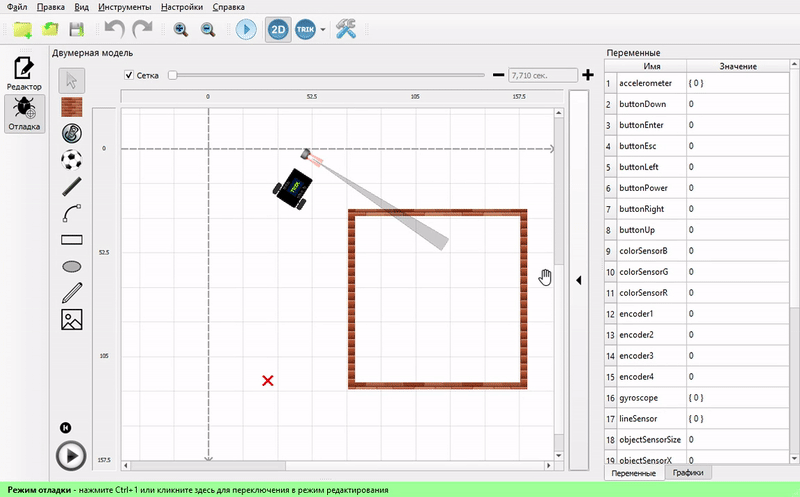 Файл Правка Вид Инструменты Настройки Справка
2D TRIK
Двумерная модель
Редактор
Отладка
Сетка 7,710 сек.
0 52.5 105 157.5
0
52.5
105
157.5
TRIK
Переменные
Имя Значение
1 accelerometer { 0 }
2 buttonDown 0
3 buttonEnter 0
4 buttonEsc 0
5 buttonLeft 0
6 buttonPower 0
7 buttonRight 0
8 buttonUp 0
9 colorSensorB 0
10 colorSensorG 0
11 colorSensorR 0
12 encoder1 0
13 encoder2 0
14 encoder3 0
15 encoder4 0
16 gyroscope { 0 }
17 lineSensor { 0 }
18 objectSensorSize 0
19 objectSensorX 0
Переменные Графики
Режим отладки - нажмите Ctrl+1 или кликните здесь для переключения в режим редактирования